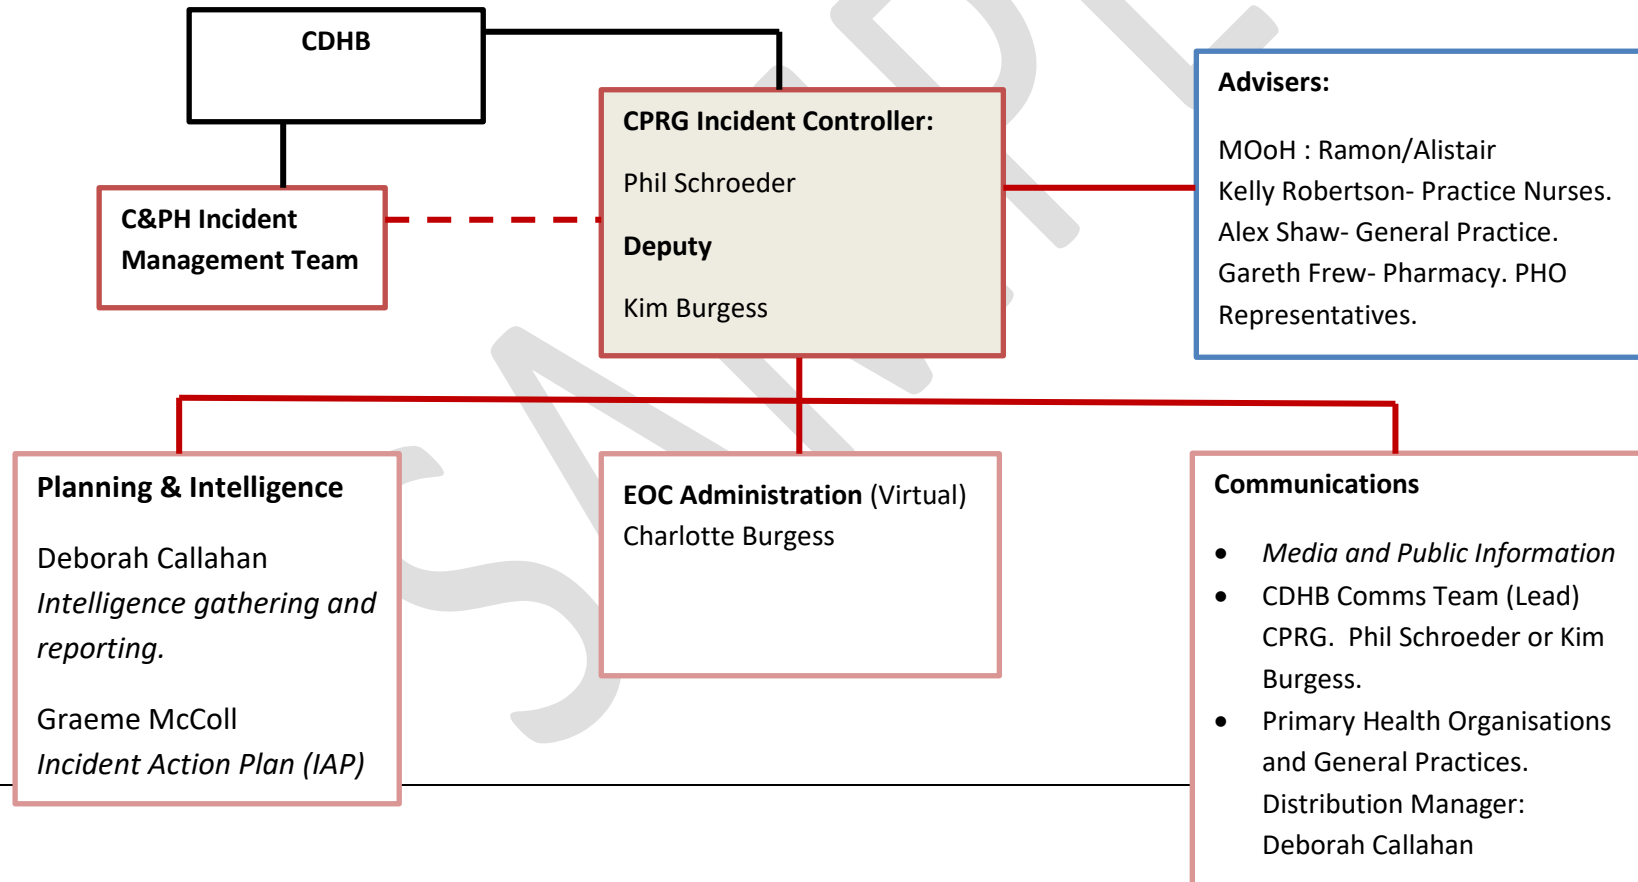 CDHB
CPRG Incident Controller:
Phil Schroeder
Deputy
Kim Burgess
Advisers:
MOoH : Ramon/Alistair
Kelly Robertson- Practice Nurses.
Alex Shaw- General Practice.
Gareth Frew- Pharmacy. PHO
Representatives.
C&PH Incident
Management Team
Planning & Intelligence
Deborah Callahan
Intelligence gathering and
reporting.
Graeme McColl
Incident Action Plan (IAP)
EOC Administration (Virtual)
Charlotte Burgess
Communications
• Media and Public Information
• CDHB Comms Team (Lead)
CPRG.  Phil Schroeder or Kim
Burgess.
• Primary Health Organisations
and General Practices.
Distribution Manager:
Deborah Callahan
SAMPLE